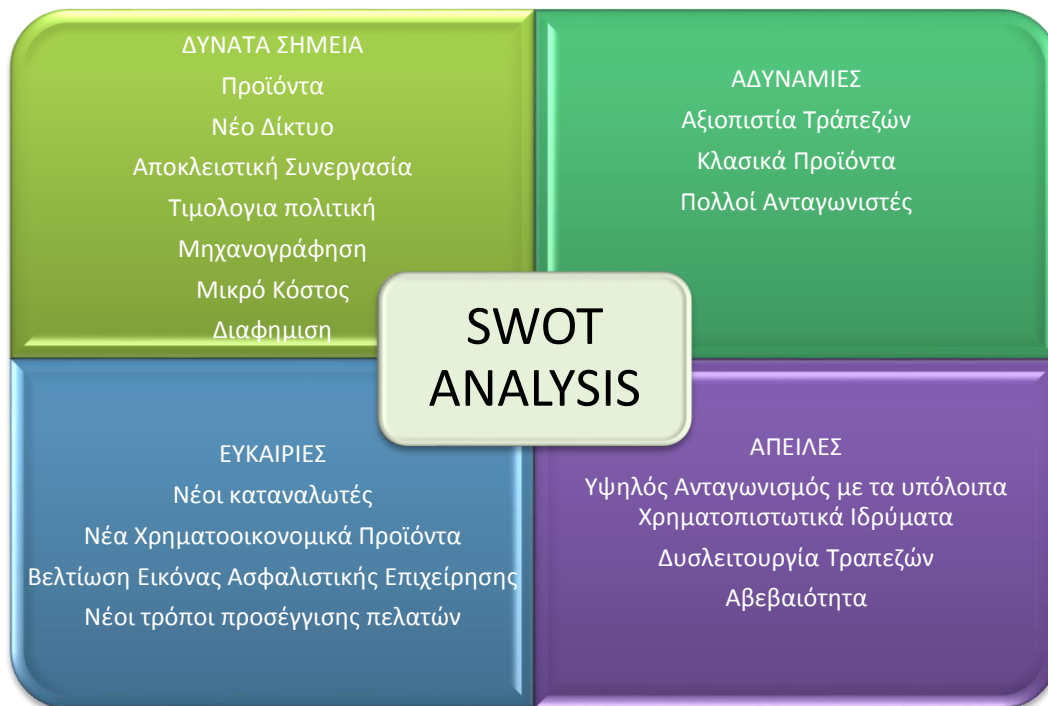 ΔΥΝΑΤΑ ΣΗΜΕΙΑ
Προϊόντα
Νέο Δίκτυο
Αποκλειστική Συνεργασία
Τιμολογια πολιτική
Μηχανογράφηση
Μικρό Κόστος
Διαφημιση
ΑΔΥΝΑΜΙΕΣ
Αξιοπιστία Τράπεζών
Κλασικά Προϊόντα
Πολλοί Ανταγωνιστές
SWOT
ANALYSIS
ΕΥΚΑΙΡΙΕΣ
Νέοι καταναλωτές
Νέα Χρηματοοικονομικά Προϊόντα
Βελτίωση Εικόνας Ασφαλιστικής Επιχείρησης
Νέοι τρόποι προσέγγισης πελατών
ΑΠΕΙΛΕΣ
Υψηλός Ανταγωνισμός με τα υπόλοιπα
Χρηματοπιστωτικά Ιδρύματα
Δυσλειτουργία Τραπεζών
Αβεβαιότητα